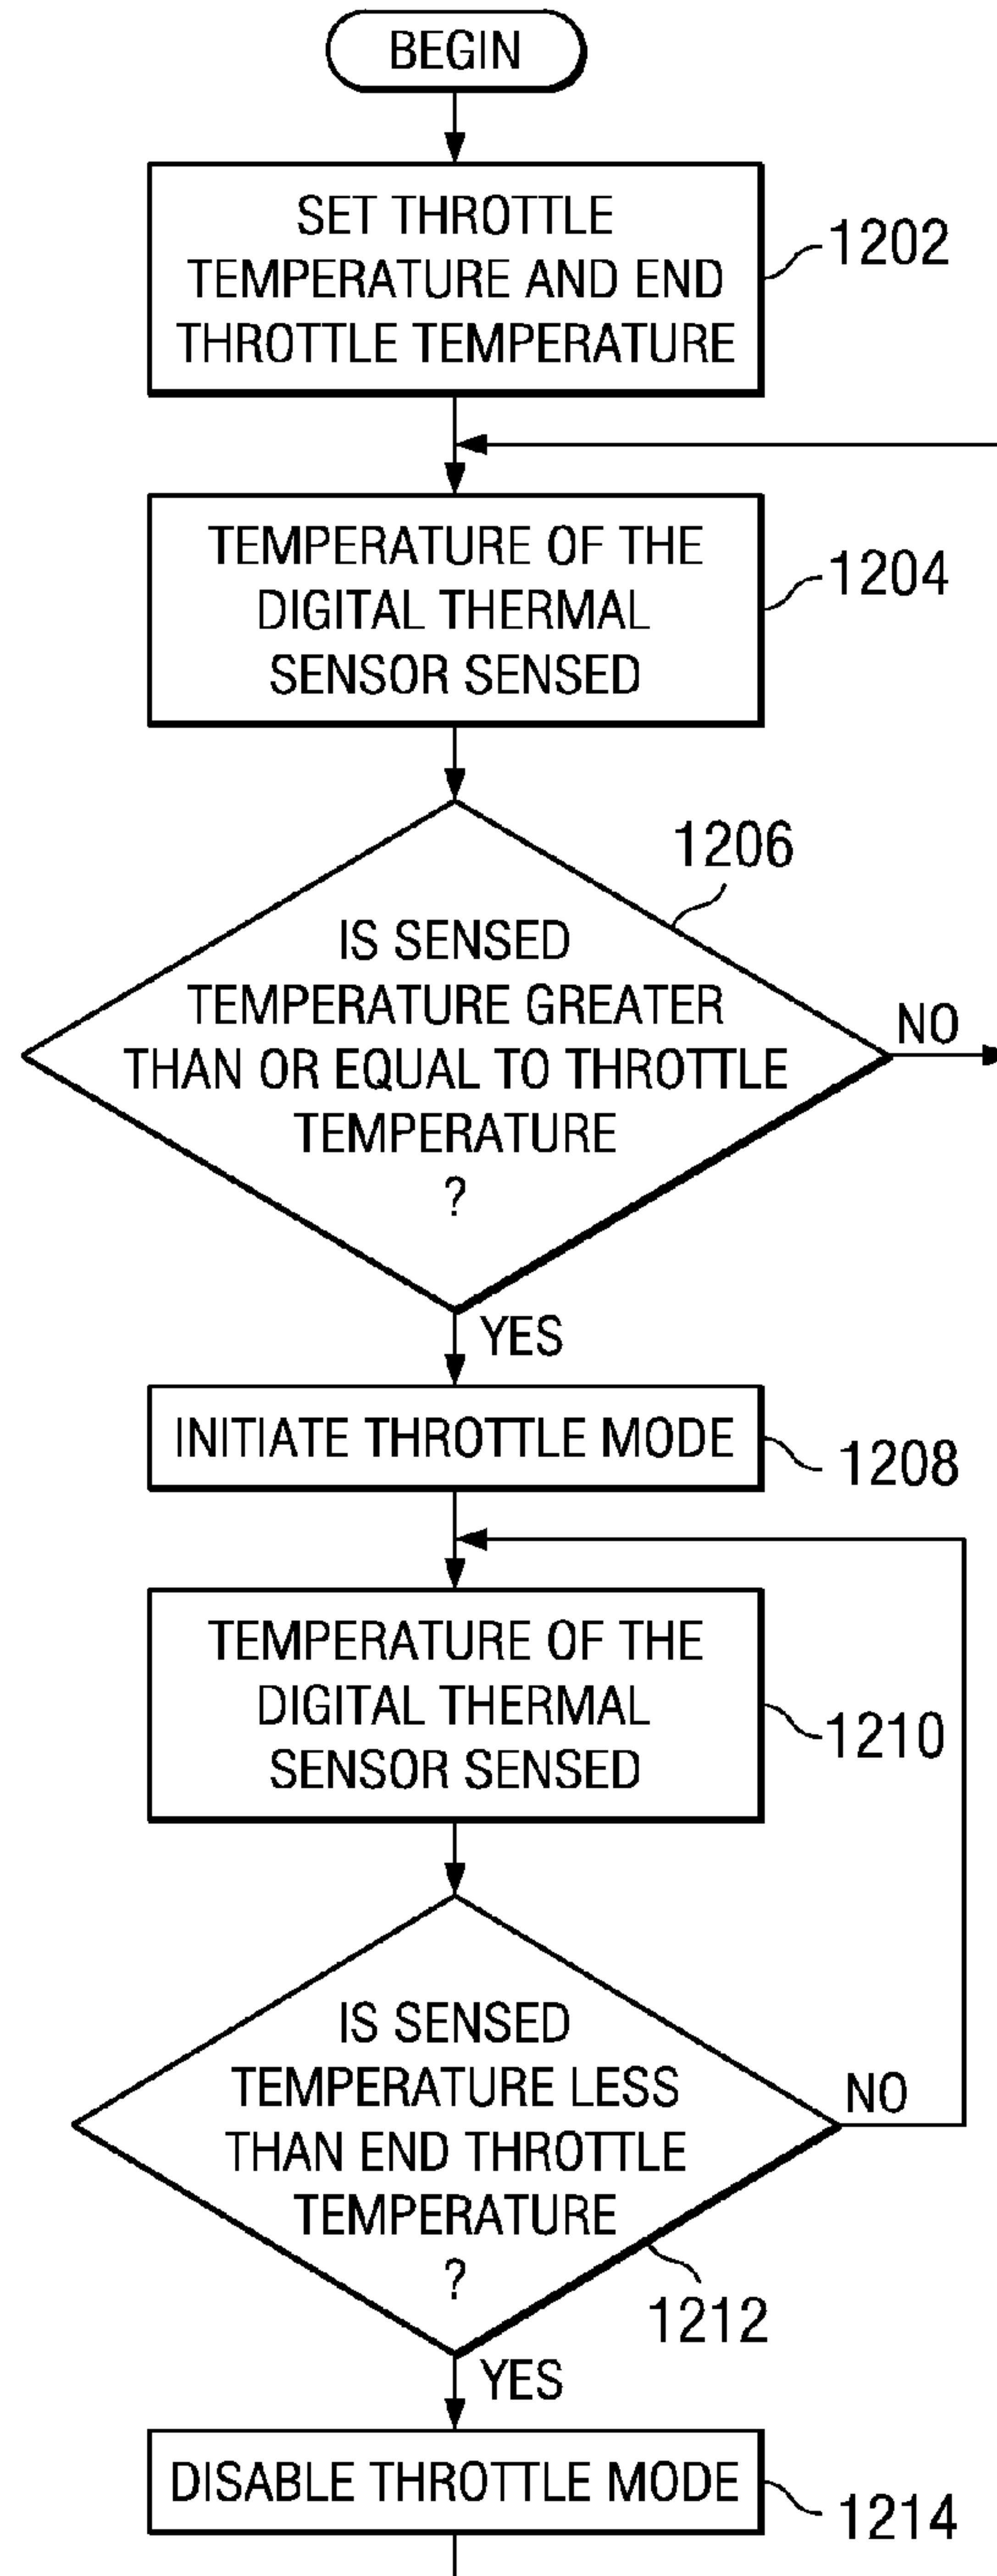 BEGIN
SET THROTTLE
TEMPERATURE AND END
THROTTLE TEMPERATURE
1202
TEMPERATURE OF THE
DIGITAL THERMAL
SENSOR SENSED
1204
1206
IS SENSED
TEMPERATURE GREATER
THAN OR EQUAL TO THROTTLE
TEMPERATURE
?
NO
YES
INITIATE THROTTLE MODE
1208
TEMPERATURE OF THE
DIGITAL THERMAL
SENSOR SENSED
1210
IS SENSED
TEMPERATURE LESS
THAN END THROTTLE
TEMPERATURE
?
NO
1212
YES
DISABLE THROTTLE MODE
1214